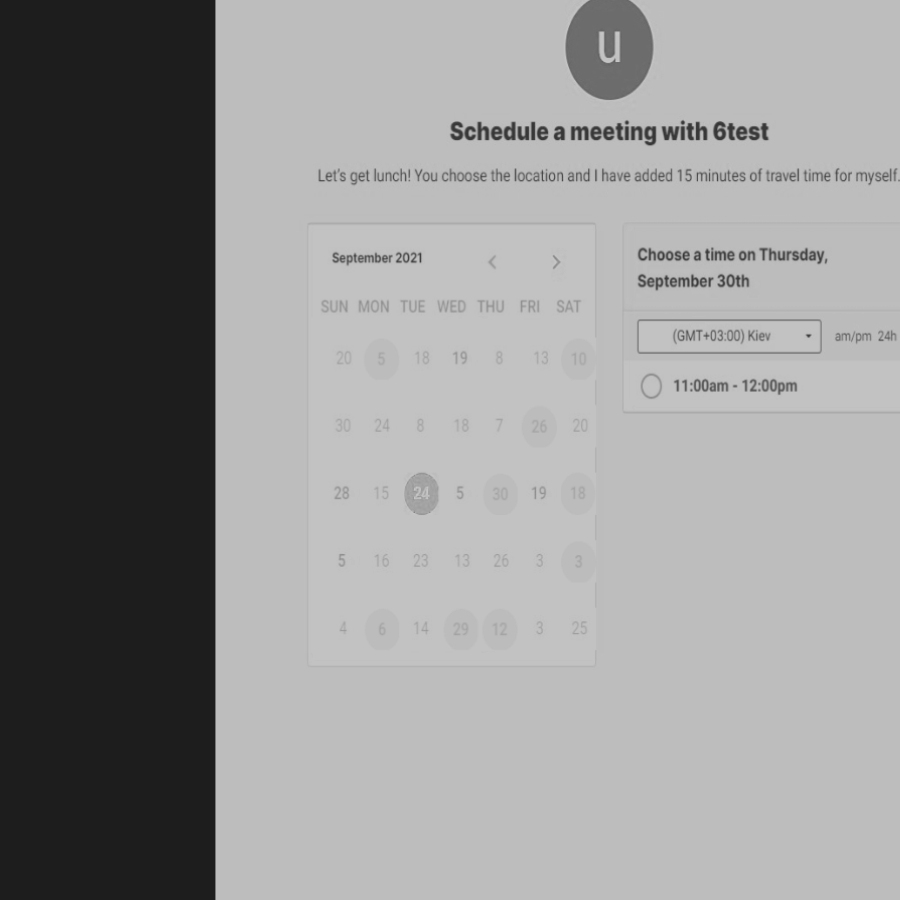 u
Schedule a meeting with 6test
Let's get lunch! You choose the location and I have added 15 minutes of travel time for myself.
September 2021
SUN MON TUE WED THU FRI SAT
20 5 18 19 8 13 10
30 24 8 18 7 26 20
28 15 24 5 30 19 18
5 16 23 13 26 3 3
4 6 14 29 12 3 25
Choose a time on Thursday,
September 30th
(GMT+03:00) Kiev
am/pm 24h
11:00am - 12:00pm